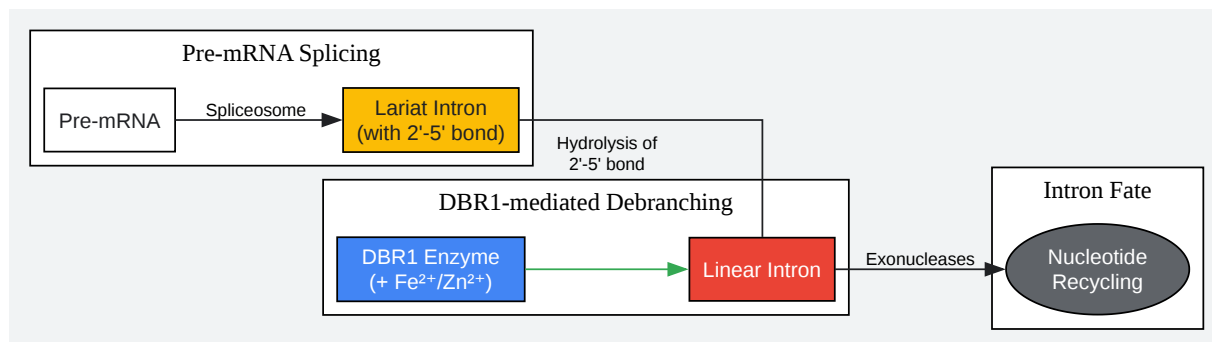 Pre-mRNA Splicing
Pre-mRNA
Spliceosome
Lariat Intron
(with 2'-5' bond)
Hydrolysis of
2'-5' bond
DBR1-mediated Debranching
DBR1 Enzyme
(+ Fe²⁺/Zn²⁺)
Linear Intron
Exonucleases
Intron Fate
Nucleotide
Recycling